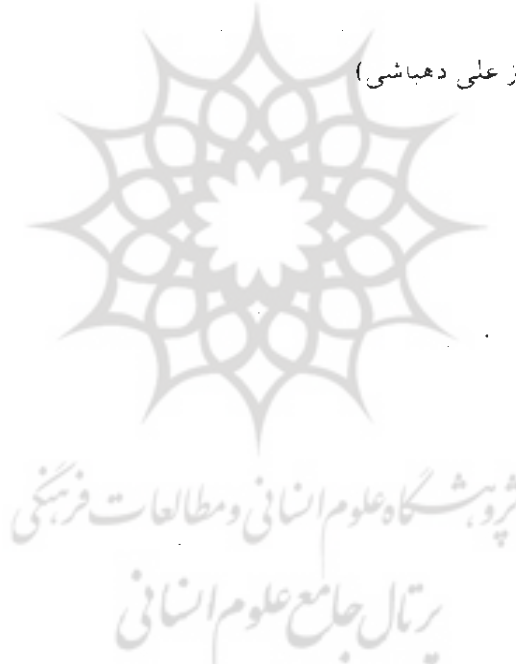 ز علی دهباشی)
پژوهشگاه علوم انسانی و مطالعات فرهنگی
پرتال جامع علوم انسانی